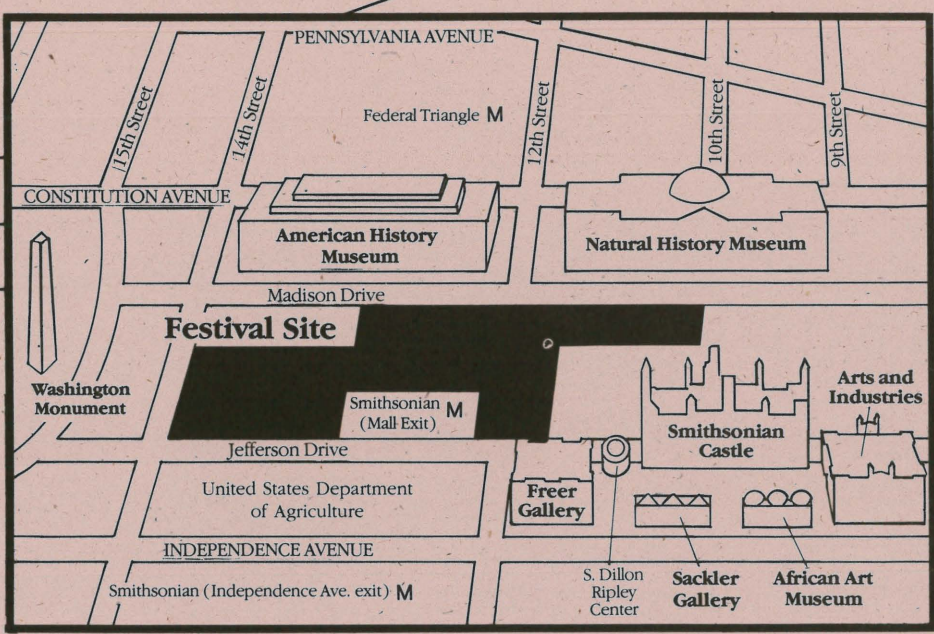 PENNSYLVANIA AVENUE
15th Street
14th Street
Federal Triangle M
12th Street
10th Street
9th Street
CONSTITUTION AVENUE
American History
Museum
Natural History Museum
Madison Drive
Festival Site
Washington
Monument
Smithsonian M
(Mall Exit)
Arts and
Industries
Smithsonian
Castle
Jefferson Drive
United States Department
of Agriculture
Freer
Gallery
INDEPENDENCE AVENUE
Smithsonian (Independence Ave. exit) M
S. Dillon
Ripley
Center
Sackler
Gallery
African Art
Museum